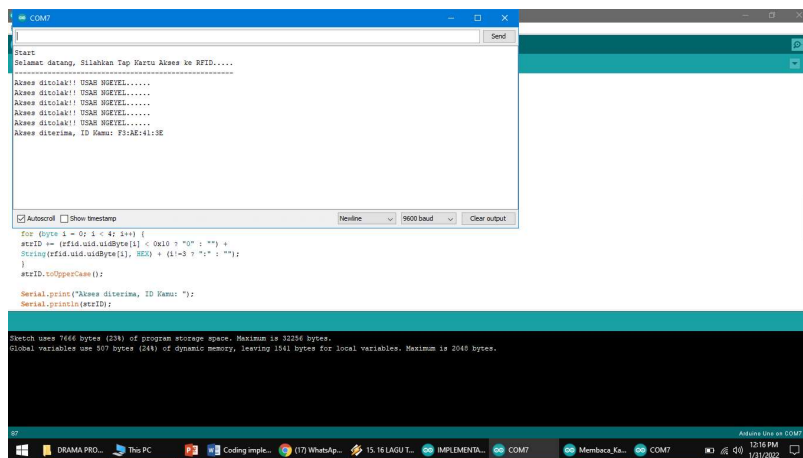 COM7
Send
Start
Selamat datang, Silahkan Tap Kartu Akses ke RFID.....
------------------------------------------------------
Akses ditolak!! USAH NGEYEL......
Akses ditolak!! USAH NGEYEL......
Akses ditolak!! USAH NGEYEL......
Akses ditolak!! USAH NGEYEL......
Akses ditolak!! USAH NGEYEL......
Akses diterima, ID Kamu: F3:AE:41:3E
Autoscroll Show timestamp Newline 9600 baud Clear output
for (byte i = 0; i < 4; i++) {
strID += (rfid.uid.uidByte[i] < 0x10 ? "0" : "") +
String(rfid.uid.uidByte[i], HEX) + (i!=3 ? ":" : "");
}
strID.toUpperCase();
Serial.print("Akses diterima, ID Kamu: ");
Serial.println(strID);
Sketch uses 7666 bytes (23%) of program storage space. Maximum is 32256 bytes.
Global variables use 507 bytes (24%) of dynamic memory, leaving 1541 bytes for local variables. Maximum is 2048 bytes.
87 Arduino Uno on COM7
DRAMA PRO... This PC Coding imple... (17) WhatsAp... 15. 16 LAGU T... IMPLEMENTA... COM7 Membaca_Ka... COM7 12:16 PM
1/31/2022